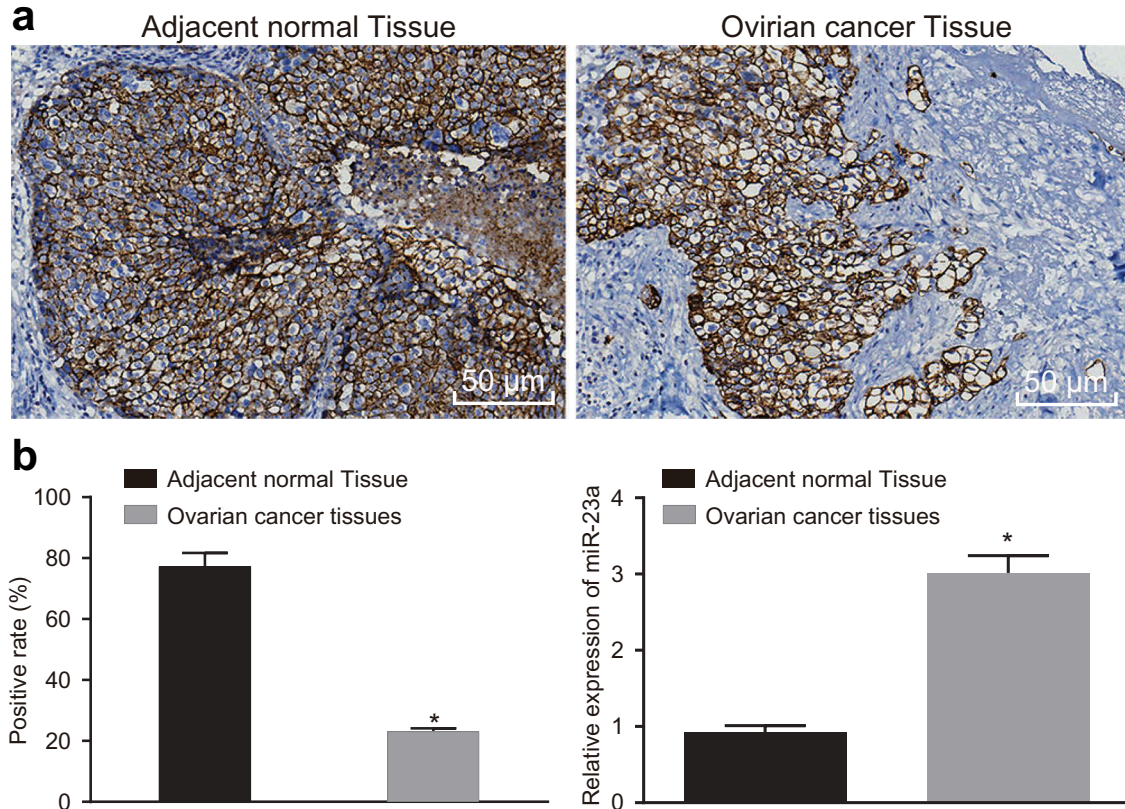 a
Adjacent normal Tissue
Ovirian cancer Tissue
50 μm
50 μm
b
Adjacent normal Tissue
Ovarian cancer tissues
Positive rate (%)
100
80
60
40
20
0
*
Adjacent normal Tissue
Ovarian cancer tissues
Relative expression of miR-23a
4
3
2
1
0
*